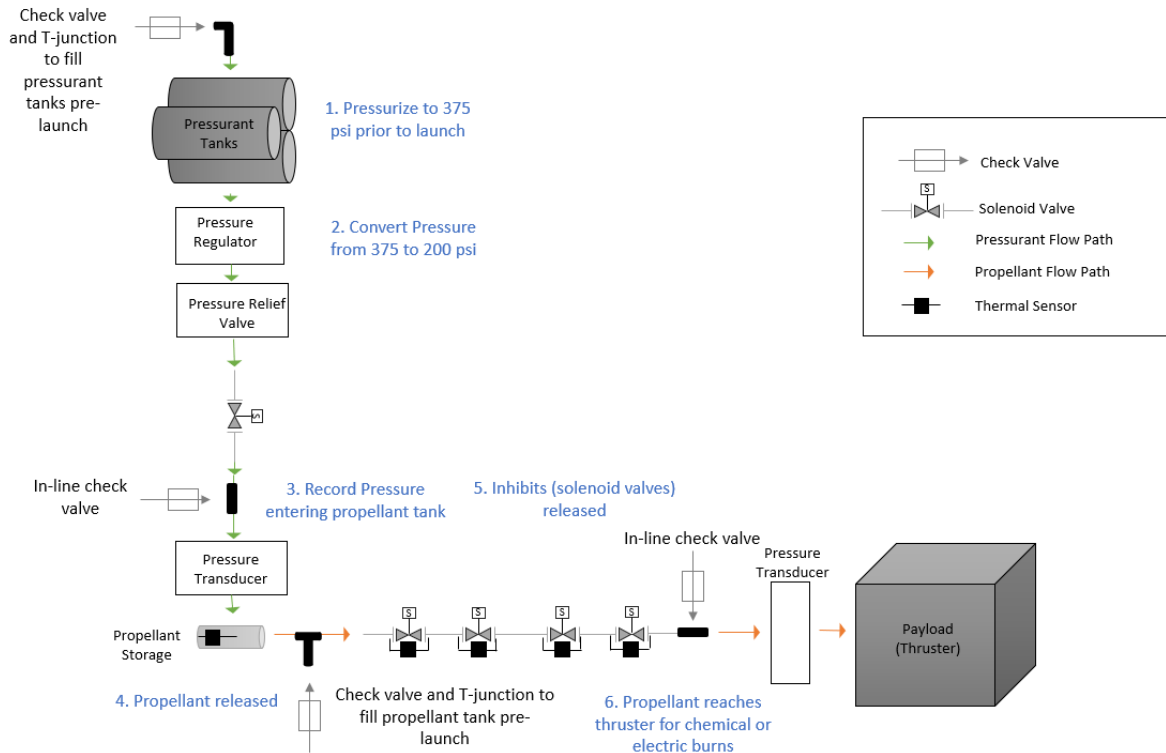 Check valve
and T-junction
to fill
pressurant
tanks pre-
launch
Pressurant
Tanks
1. Pressurize to 375
psi prior to launch
Pressure
Regulator
2. Convert Pressure
from 375 to 200 psi
Pressure Relief
Valve
S
In-line check
valve
3. Record Pressure
entering propellant tank
5. Inhibits (solenoid valves)
released
Pressure
Transducer
In-line check valve
Pressure
Transducer
Propellant
Storage
S
S
S
S
Payload
(Thruster)
4. Propellant released
Check valve and T-junction to
fill propellant tank pre-
launch
6. Propellant reaches
thruster for chemical or
electric burns
Check Valve
S
Solenoid Valve
Pressurant Flow Path
Propellant Flow Path
Thermal Sensor